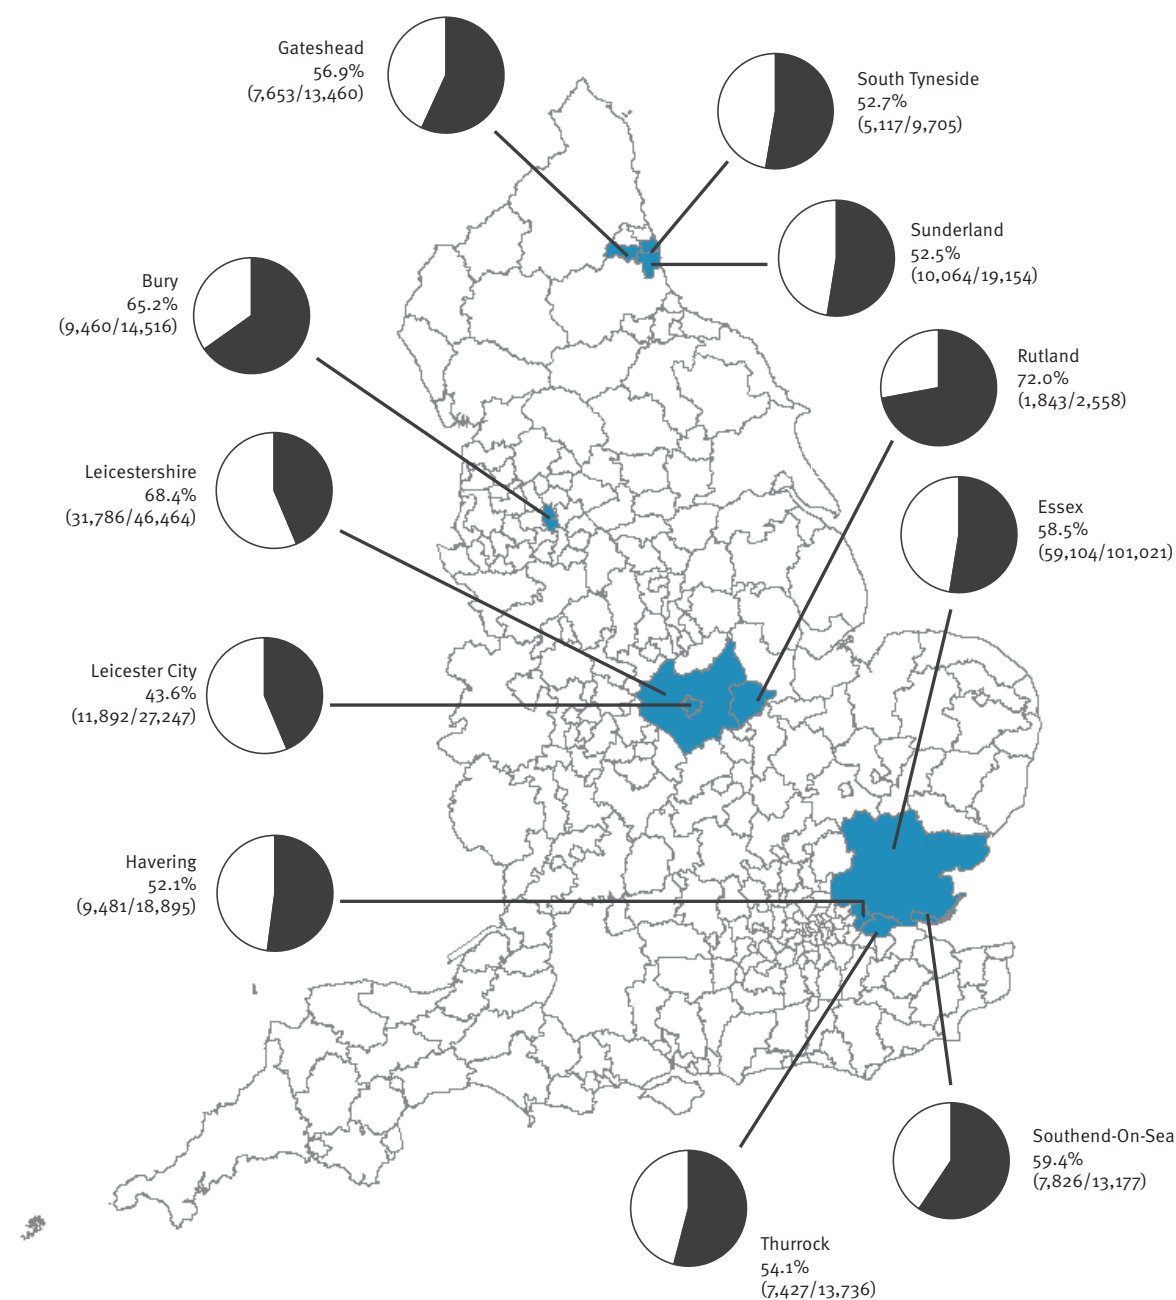 Gateshead
56.9%
(7,653/13,460)
South Tyneside
52.7%
(5,117/9,705)
Sunderland
52.5%
(10,064/19,154)
Bury
65.2%
(9,460/14,516)
Rutland
72.0%
(1,843/2,558)
Leicestershire
68.4%
(31,786/46,464)
Essex
58.5%
(59,104/101,021)
Leicester City
43.6%
(11,892/27,247)
Havering
52.1%
(9,481/18,895)
Southend-On-Sea
59.4%
(7,826/13,177)
Thurrock
54.1%
(7,427/13,736)